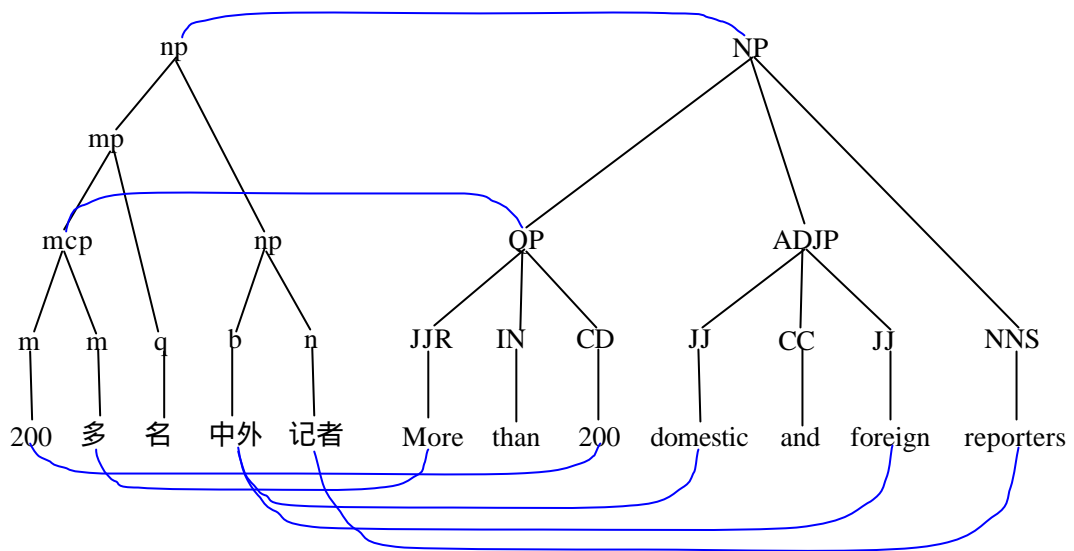 np NP
mp
mcp np QP ADJP
m m q b n JJR IN CD JJ CC JJ NNS
200 多 名 中外 记者 More than 200 domestic and foreign reporters